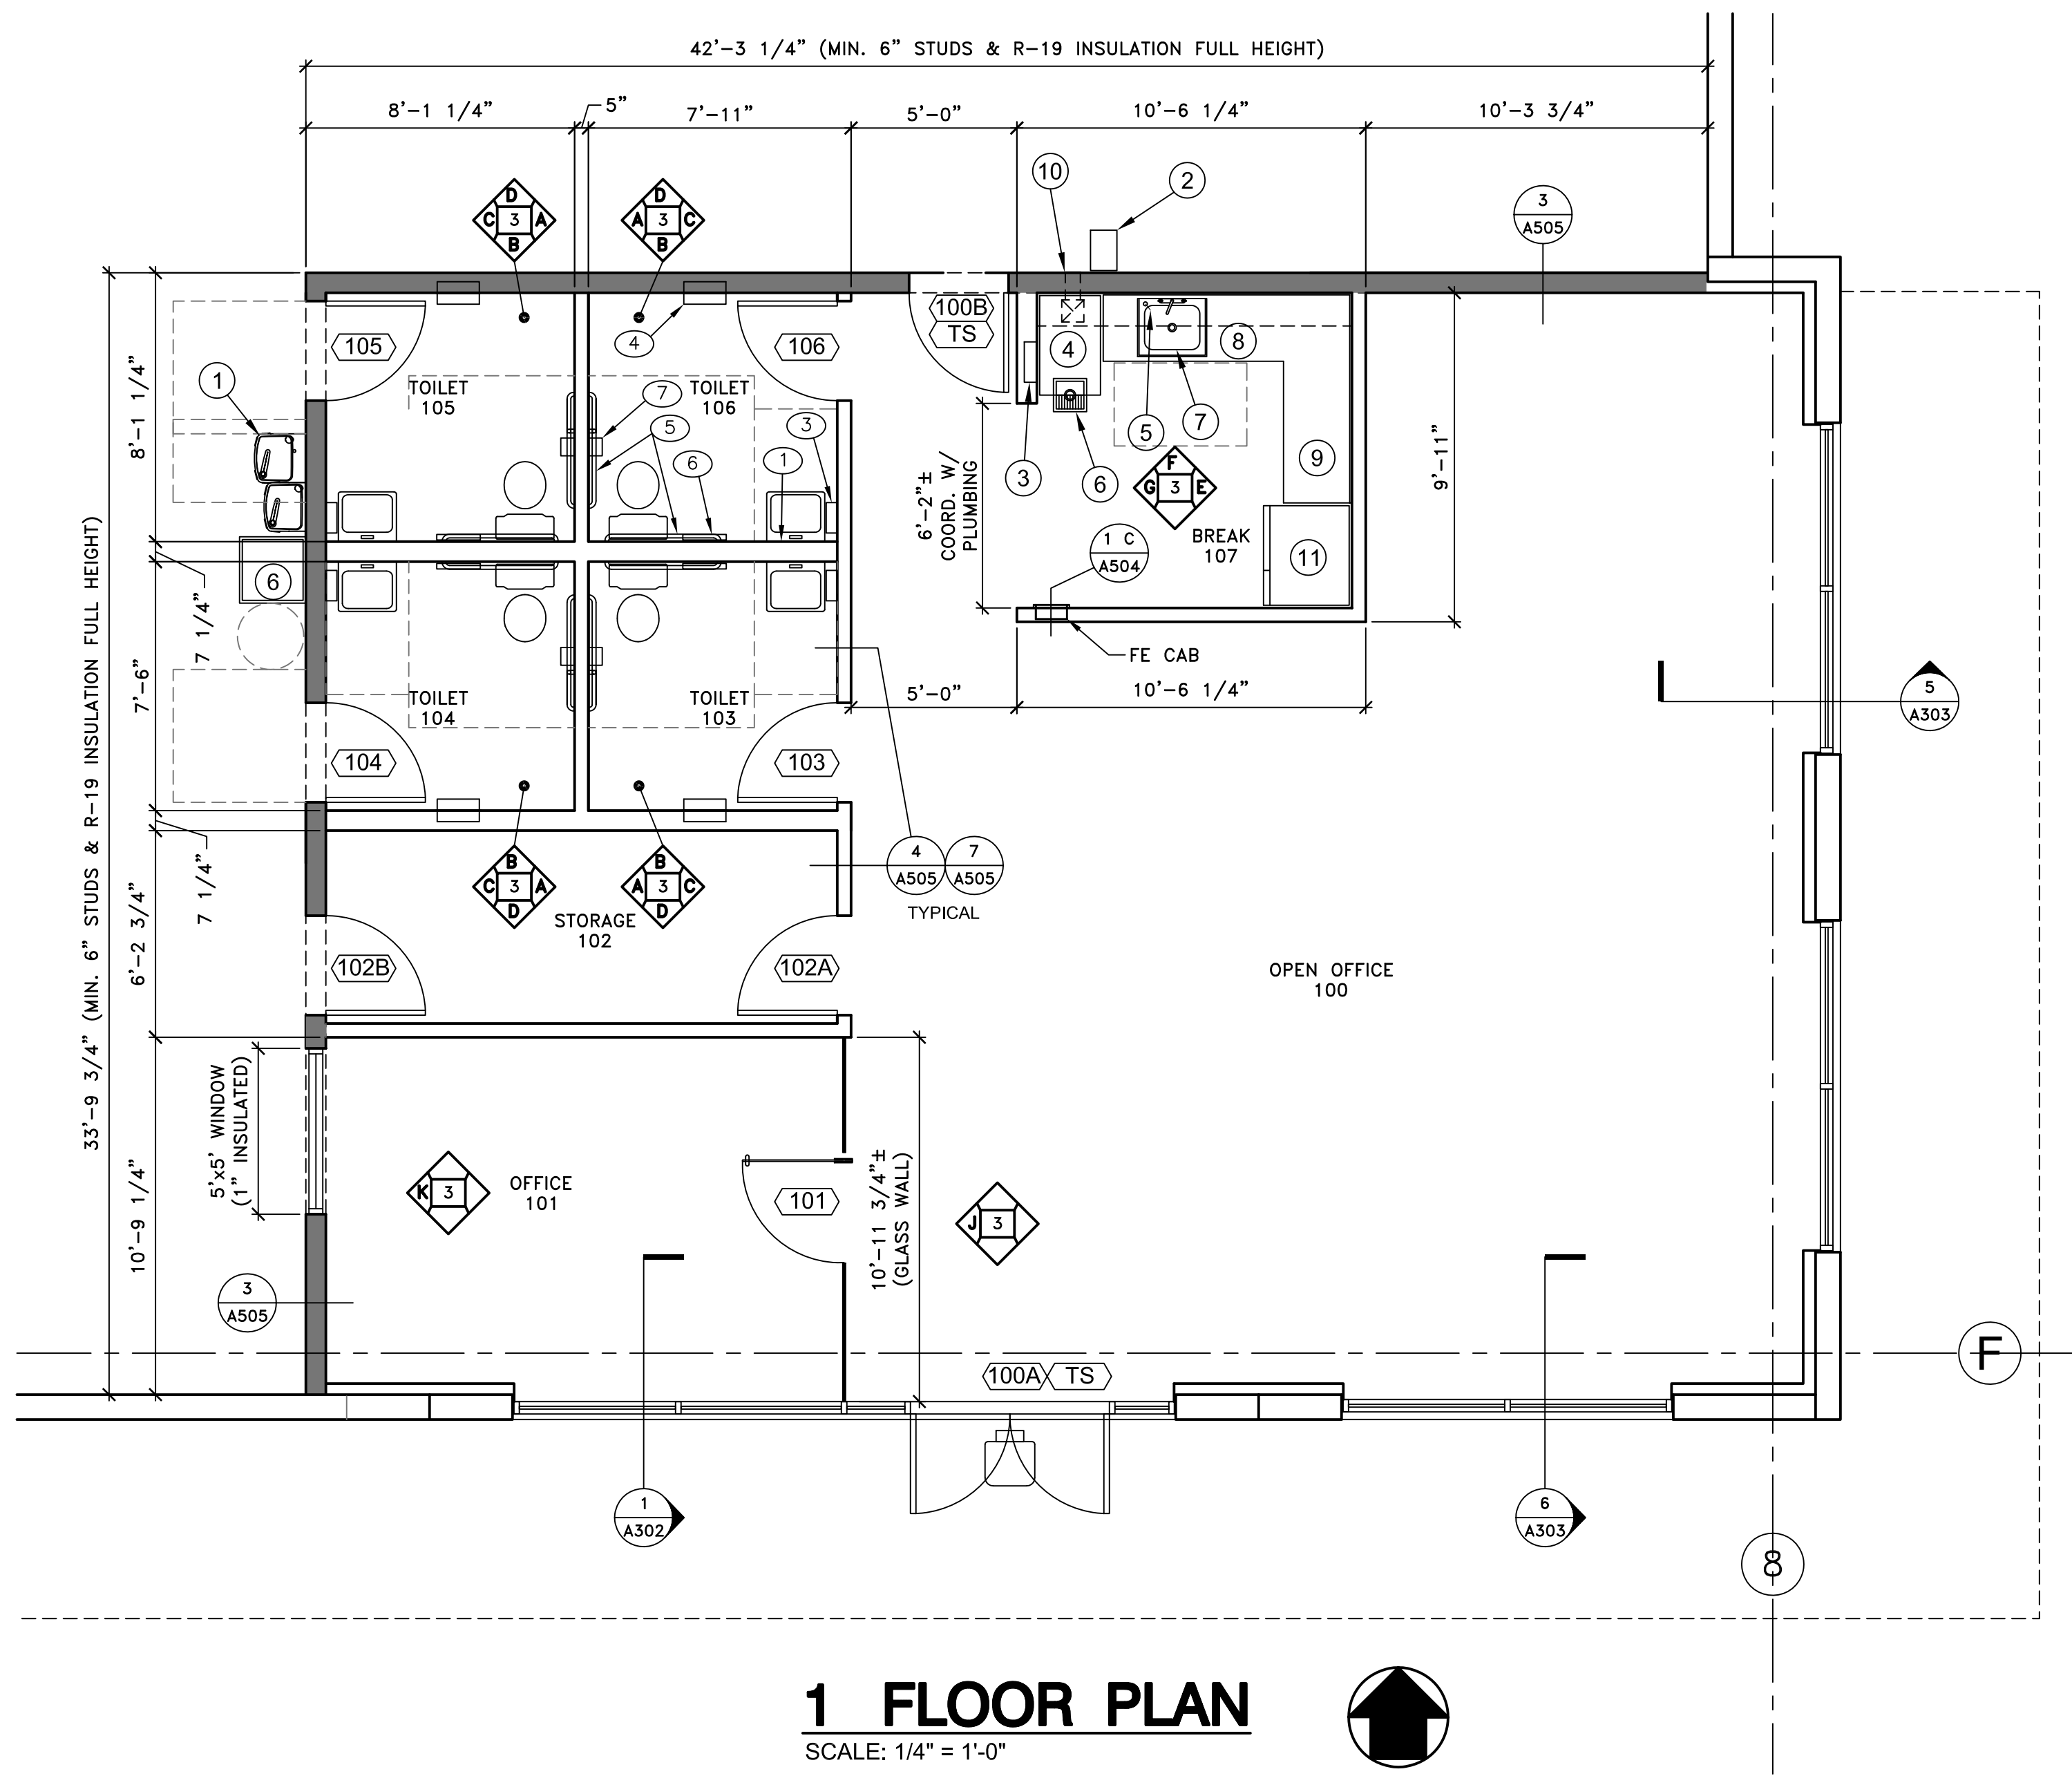 42'-3 1/4" (MIN. 6" STUDS & R-19 INSULATION FULL HEIGHT)
8'-1 1/4"
5"
7'-11"
5'-0"
10'-6 1/4"
10'-3 3/4"
10
2
3
A505
D
C 3 A
B
D
A 3 C
B
33'-9 3/4" (MIN. 6" STUDS & R-19 INSULATION FULL HEIGHT)
8'-1 1/4"
7 1/4"
7'-6"
7 1/4"
6'-2 3/4"
10'-9 1/4"
1
6
105
TOILET
105
4
7
5
6
1
3
106
TOILET
106
100B
TS
4
5
7
8
9
11
3
6
F
G 3 E
BREAK
107
1 C
A504
6'-2"±
COORD. W/
PLUMBING
9'-11"
FE CAB
5'-0"
10'-6 1/4"
5
A303
TOILET
104
104
TOILET
103
103
4
A505
7
A505
TYPICAL
B
C 3 A
D
B
A 3 C
D
STORAGE
102
102B
102A
OPEN OFFICE
100
5'x5' WINDOW
(1" INSULATED)
K 3
OFFICE
101
101
10'-11 3/4"±
(GLASS WALL)
J 3
3
A505
100A
TS
F
1
A302
6
A303
8
1 FLOOR PLAN
SCALE: 1/4" = 1'-0"